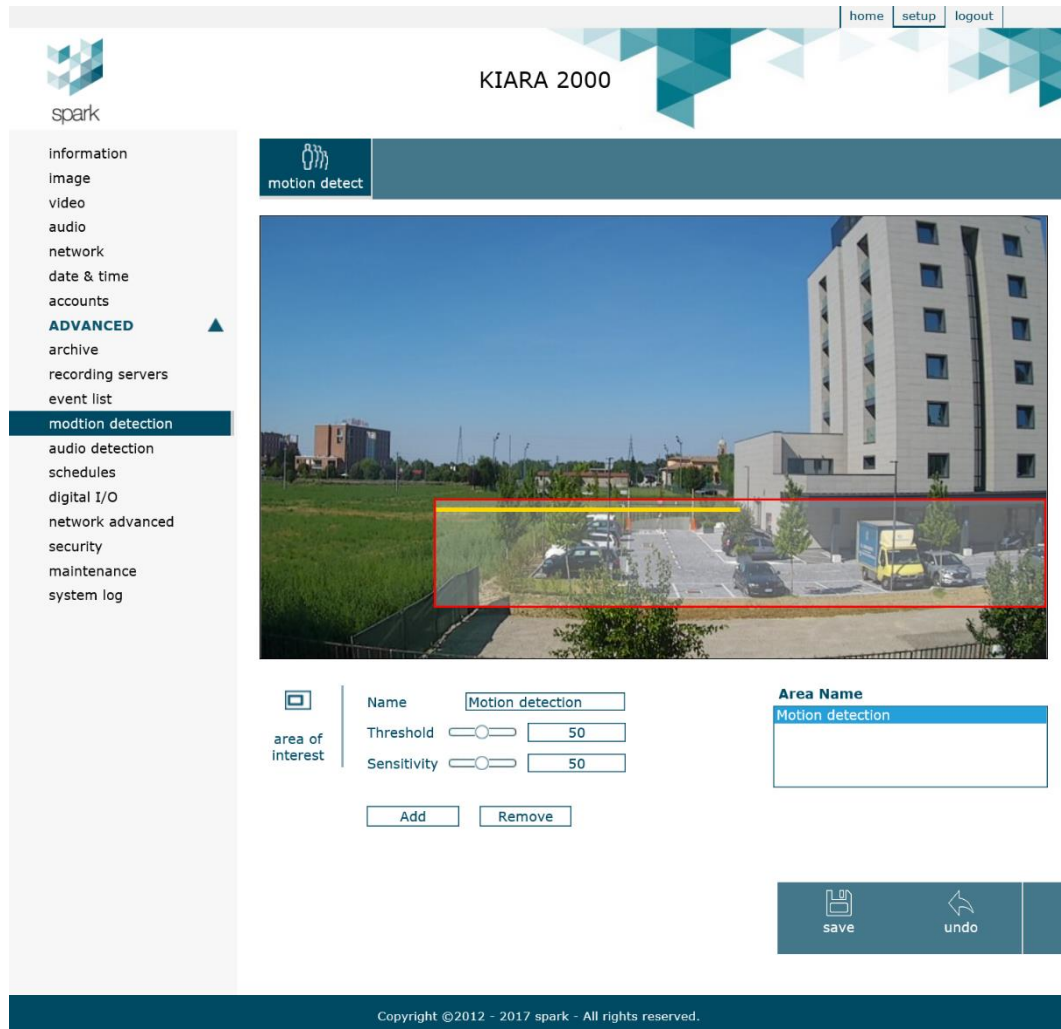 home setup logout
spark
KIARA 2000
information
image
video
audio
network
date & time
accounts
ADVANCED
archive
recording servers
event list
modtion detection
audio detection
schedules
digital I/O
network advanced
security
maintenance
system log
motion detect
area of
interest
Name Motion detection
Threshold 50
Sensitivity 50
Add Remove
Area Name
Motion detection
save undo
Copyright ©2012 - 2017 spark - All rights reserved.